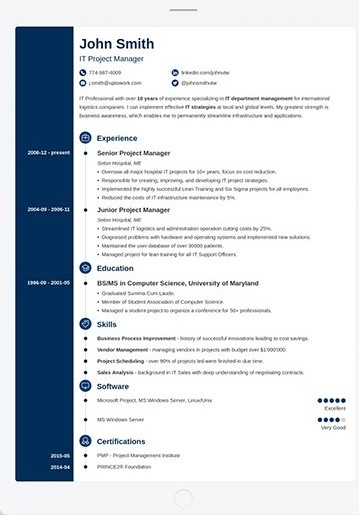 John Smith
IT Project Manager
774-987-4009
linkedin.com/johnutw
j.smith@uptowork.com
@johnsmithutw
IT Professional with over 10 years of experience specializing in IT department management for international
logistics companies. I can implement effective IT strategies at local and global levels. My greatest strength is
business awareness, which enables me to permanently streamline infrastructure and applications.
Experience
2006-12 - present
Senior Project Manager
Seton Hospital, ME
• Oversaw all major hospital IT projects for 10+ years, focus on cost reduction.
• Responsible for creating, improving, and developing IT project strategies.
• Implemented the highly successful Lean Training and Six Sigma projects for all employees.
• Reduced the costs of IT infrastructure maintenance by 5%.
2004-09 - 2006-11
Junior Project Manager
Seton Hospital, ME
• Streamlined IT logistics and administration operation cutting costs by 25%.
• Diagnosed problems with hardware and operating systems and implemented new solutions.
• Maintained the user database of over 30000 patients.
• Managed project for lean training for all IT Support Officers.
Education
1996-09 - 2001-05
BS/MS in Computer Science, University of Maryland
• Graduated Summa Cum Laude.
• Member of Student Association of Computer Science.
• Managed a student project to organize a conference for 50+ professionals.
Skills
Business Process Improvement - history of successful innovations leading to cost savings.
Vendor Management - managing vendors in projects with budget over $1'000'000.
Project Scheduling - over 90% of projects led were finished in due time.
Sales Analysis - background in IT Sales with deep understanding of negotiating contracts.
Software
Microsoft Project, MS Windows Server, Linux/Unix
Excellent
MS Windows Server
Very Good
Certifications
2015-05
PMP - Project Management Institute
2014-04
PRINCE2® Foundation